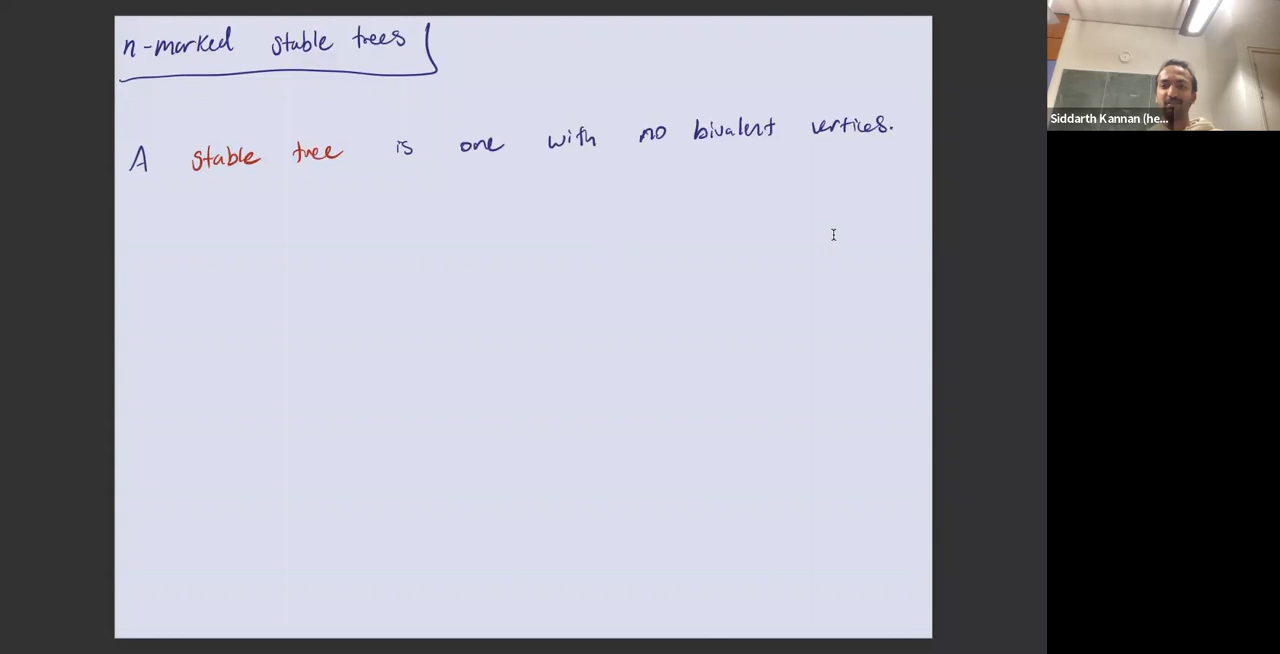 n-marked stable trees
A stable tree is one with no bivalent vertices.
Siddarth Kannan (he...